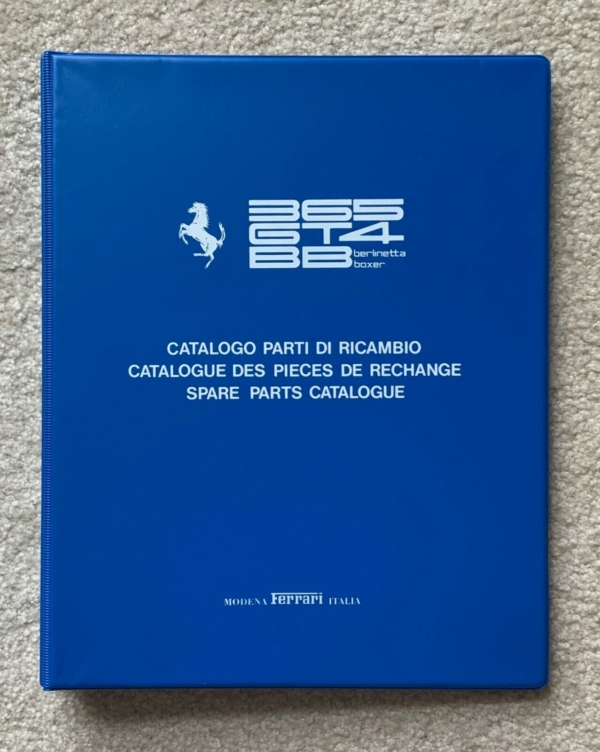 365
GT4
BB berlinetta
boxer
CATALOGO PARTI DI RICAMBIO
CATALOGUE DES PIECES DE RECHANGE
SPARE PARTS CATALOGUE
MODENA Ferrari ITALIA